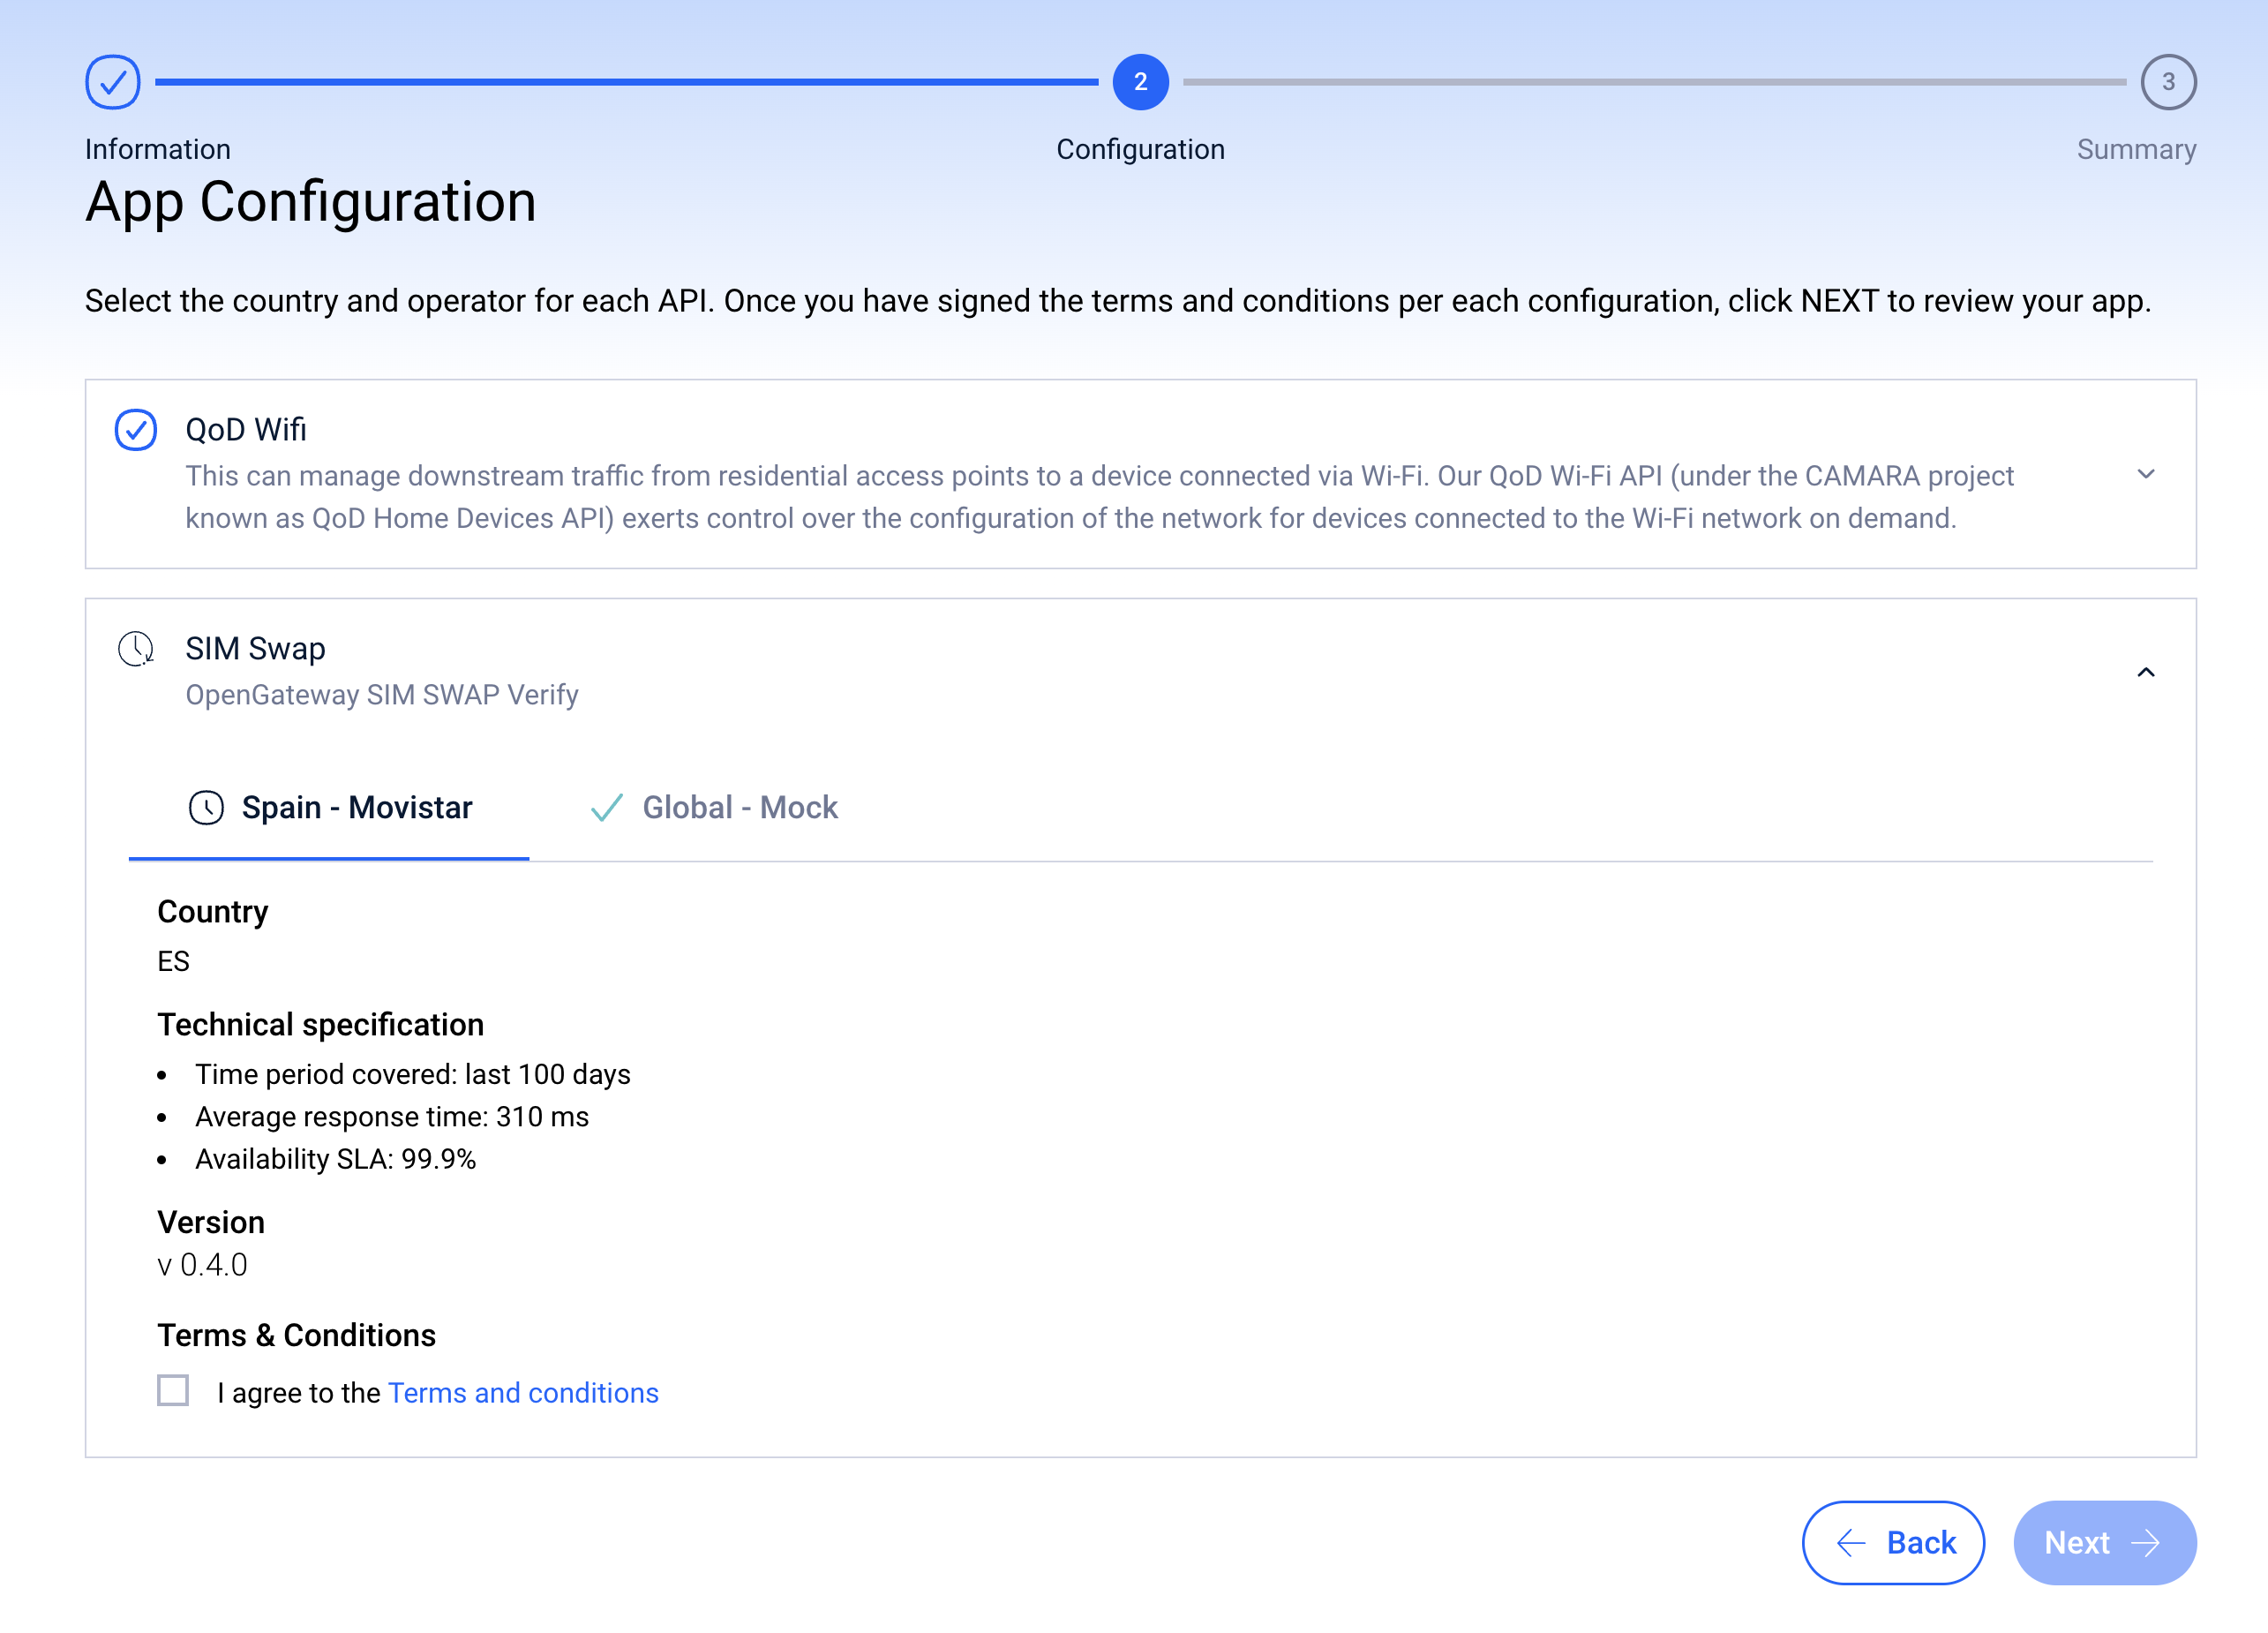 2
3
Information
Configuration
Summary
App Configuration
Select the country and operator for each API. Once you have signed the terms and conditions per each configuration, click NEXT to review your app.
QoD Wifi
This can manage downstream traffic from residential access points to a device connected via Wi-Fi. Our QoD Wi-Fi API (under the CAMARA project
known as QoD Home Devices API) exerts control over the configuration of the network for devices connected to the Wi-Fi network on demand.
SIM Swap
OpenGateway SIM SWAP Verify
Spain - Movistar
Global - Mock
Country
ES
Technical specification
• Time period covered: last 100 days
• Average response time: 310 ms
• Availability SLA: 99.9%
Version
v 0.4.0
Terms & Conditions
I agree to the Terms and conditions
Back
Next